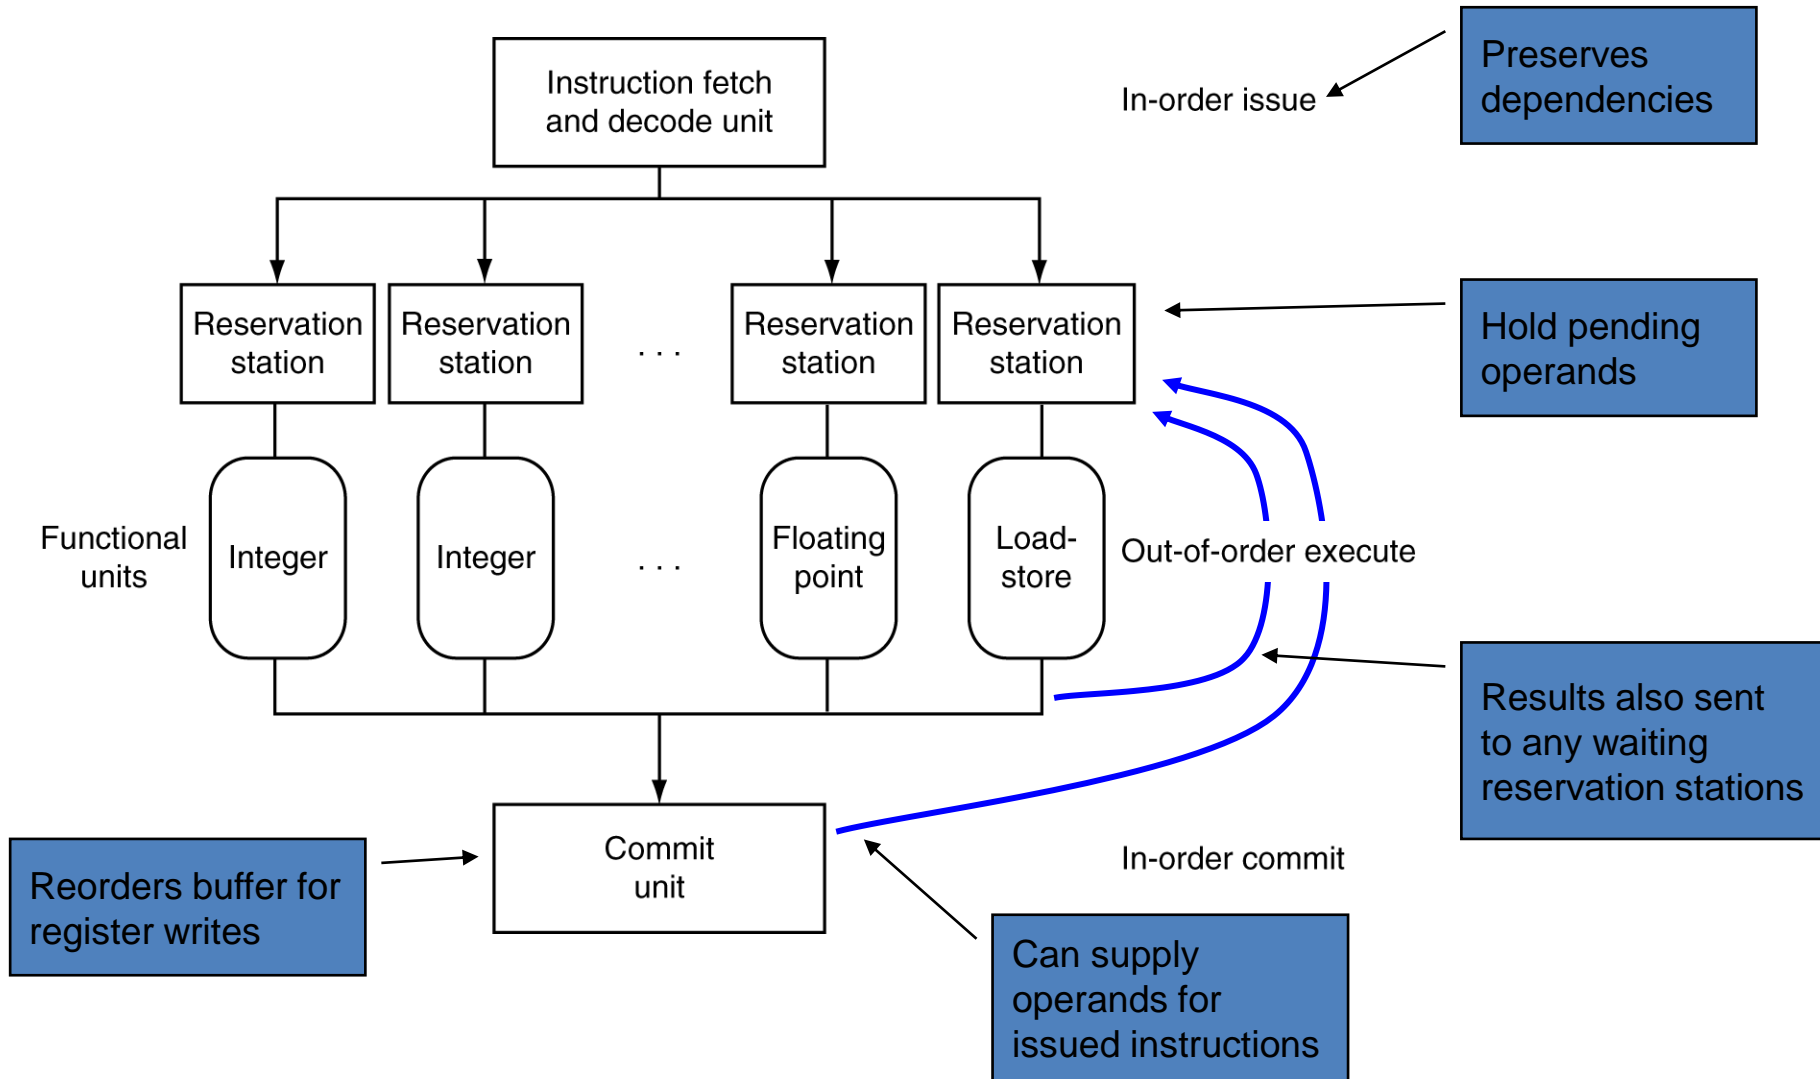 Instruction fetch
and decode unit
In-order issue
Preserves
dependencies
Reservation
station
Reservation
station
. . .
Reservation
station
Reservation
station
Hold pending
operands
Functional
units
Integer
Integer
. . .
Floating
point
Load-
store
Out-of-order execute
Results also sent
to any waiting
reservation stations
Commit
unit
In-order commit
Reorders buffer for
register writes
Can supply
operands for
issued instructions